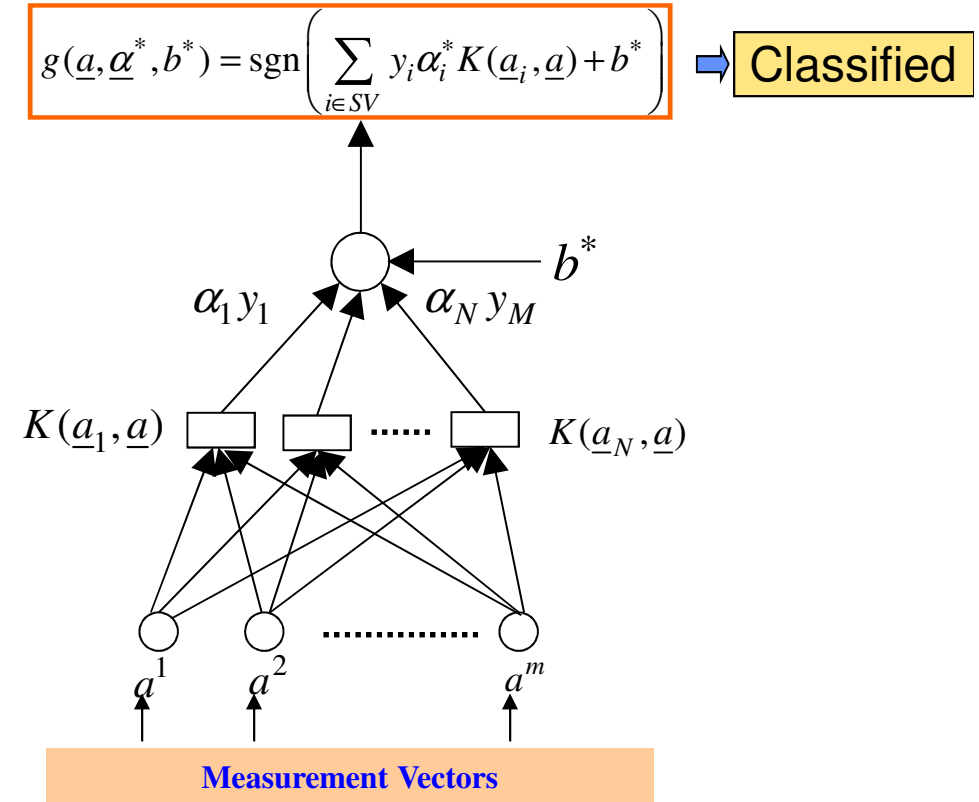 g(a, α*, b*) = sgn( ∑_{i∈SV} y_i α_i^* K(a_i, a) + b* ) Classified
b*
α_1 y_1 α_N y_M
K(a_1, a) ....... K(a_N, a)
a^1 a^2 a^m
Measurement Vectors